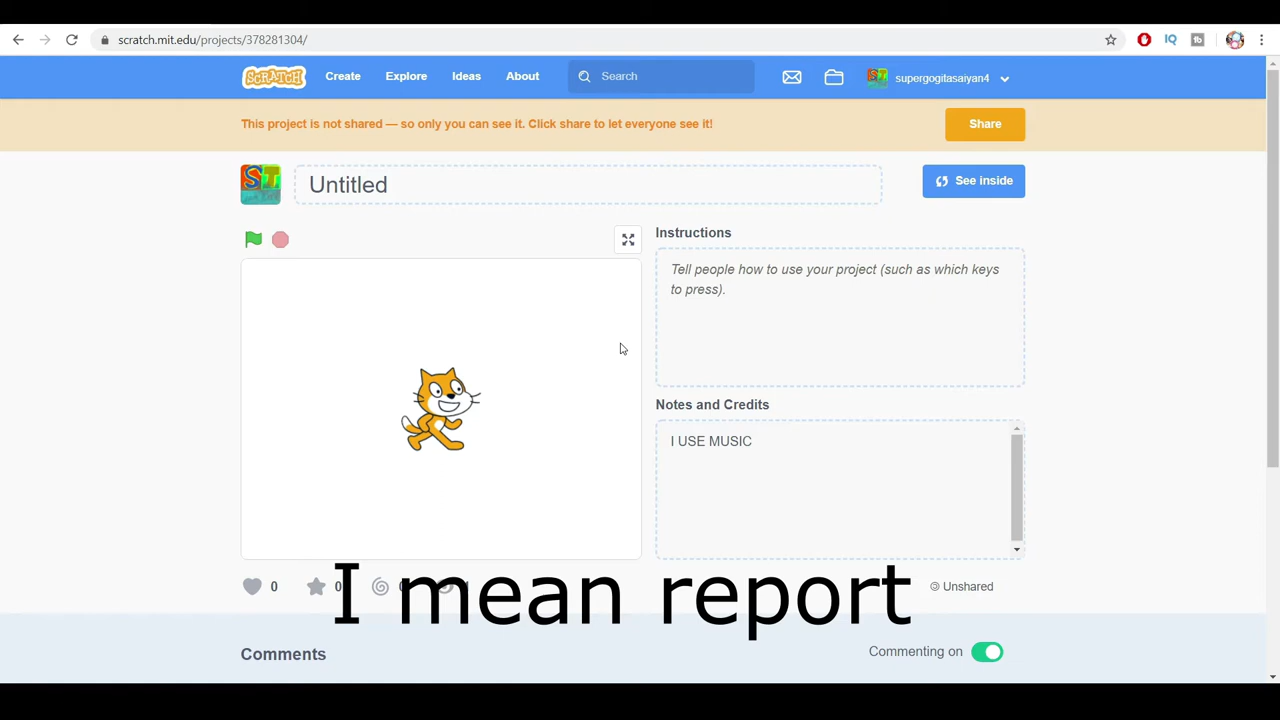 scratch.mit.edu/projects/378281304/
SCRATCH
Create
Explore
Ideas
About
Search
supergogitasaiyan4
This project is not shared — so only you can see it. Click share to let everyone see it!
Share
Untitled
See inside
Instructions
Tell people how to use your project (such as which keys
to press).
Notes and Credits
I USE MUSIC
0
Unshared
I mean report
Comments
Commenting on